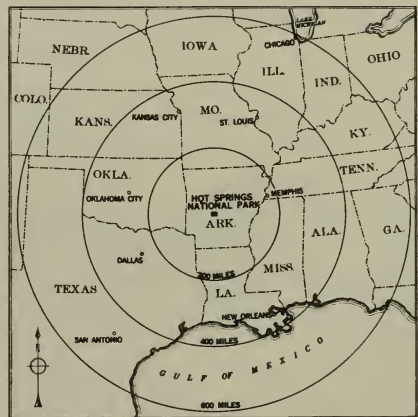 LAKE MICHIGAN
NEBR.
IOWA
CHICAGO
OHIO
ILL.
IND.
COLO.
KANS.
KANSAS CITY
MO.
ST. LOUIS
KY.
OKLA.
TENN.
OKLAHOMA CITY
HOT SPRINGS
NATIONAL PARK
MEMPHIS
ARK.
ALA.
GA.
DALLAS
200 MILES
MISS.
TEXAS
LA.
NEW ORLEANS
SAN ANTONIO
400 MILES
GULF OF MEXICO
600 MILES